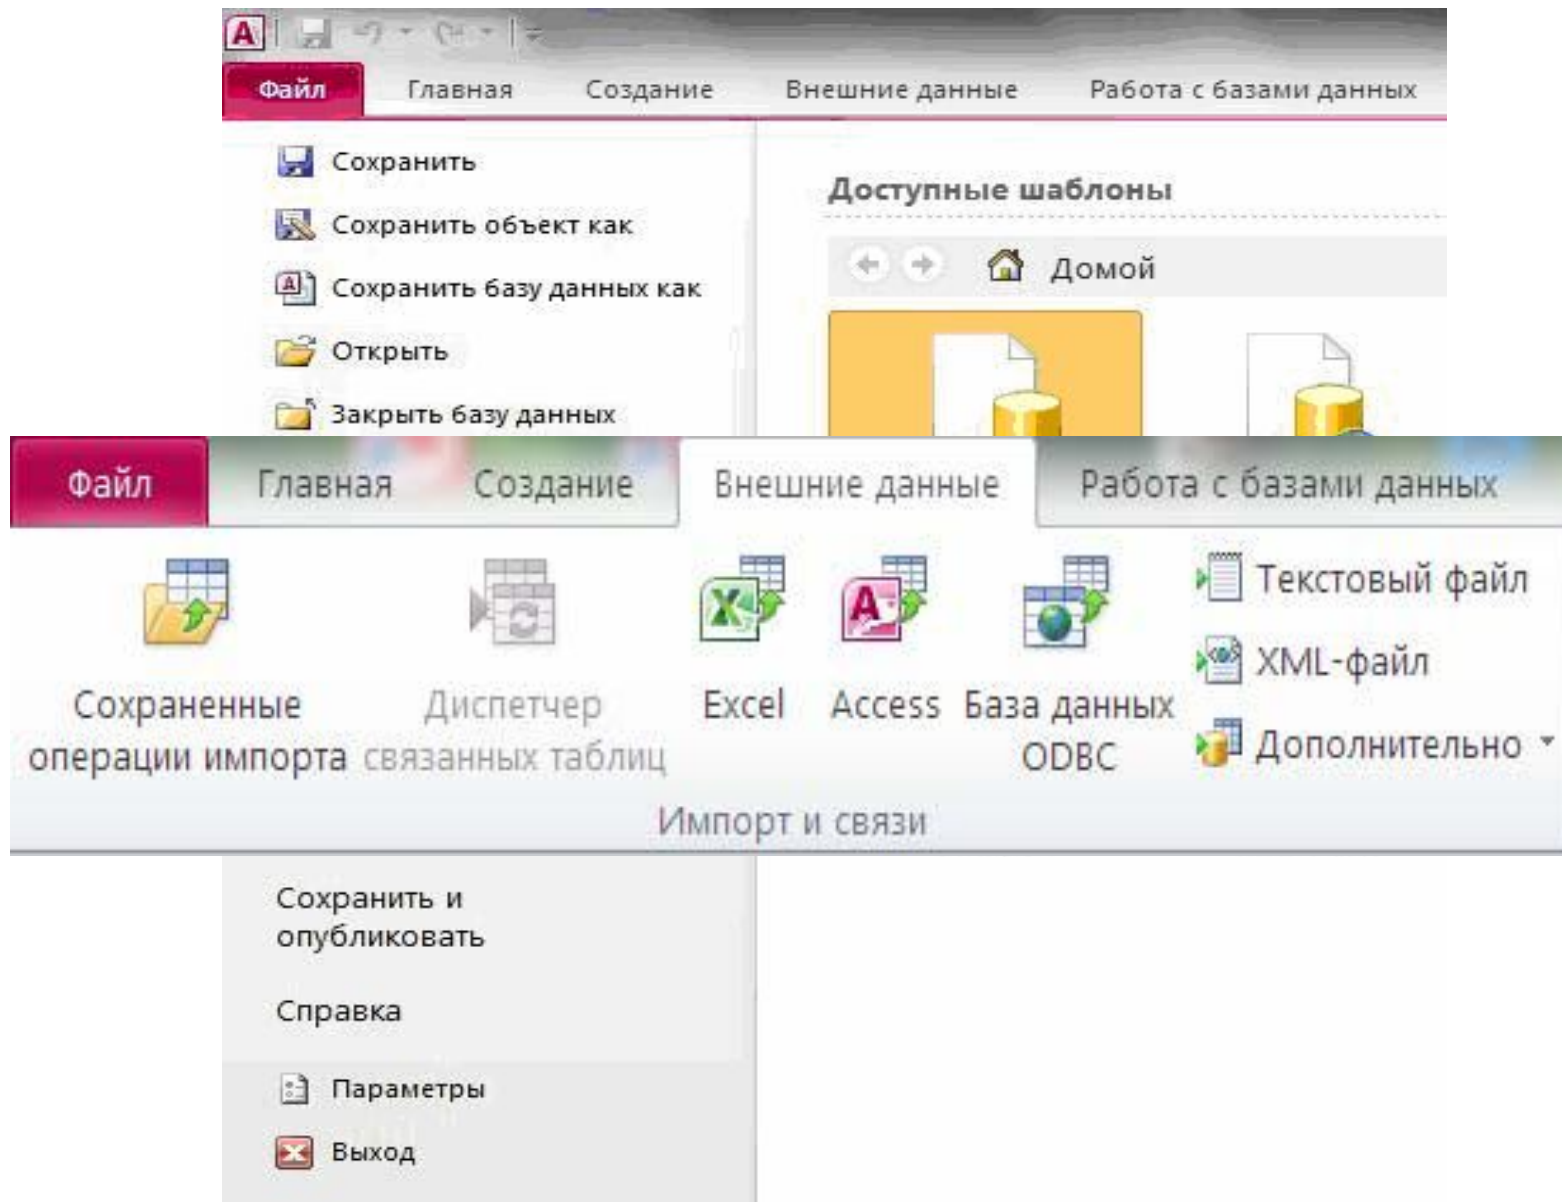 Файл Главная Создание Внешние данные Работа с базами данных
Сохранить
Сохранить объект как
Сохранить базу данных как
Открыть
Закрыть базу данных
Доступные шаблоны
Домой
Файл Главная Создание Внешние данные Работа с базами данных
Сохраненные
операции импорта
Диспетчер
связанных таблиц
Excel
Access
База данных
ODBC
Текстовый файл
XML-файл
Дополнительно
Импорт и связи
Сохранить и
опубликовать
Справка
Параметры
Выход